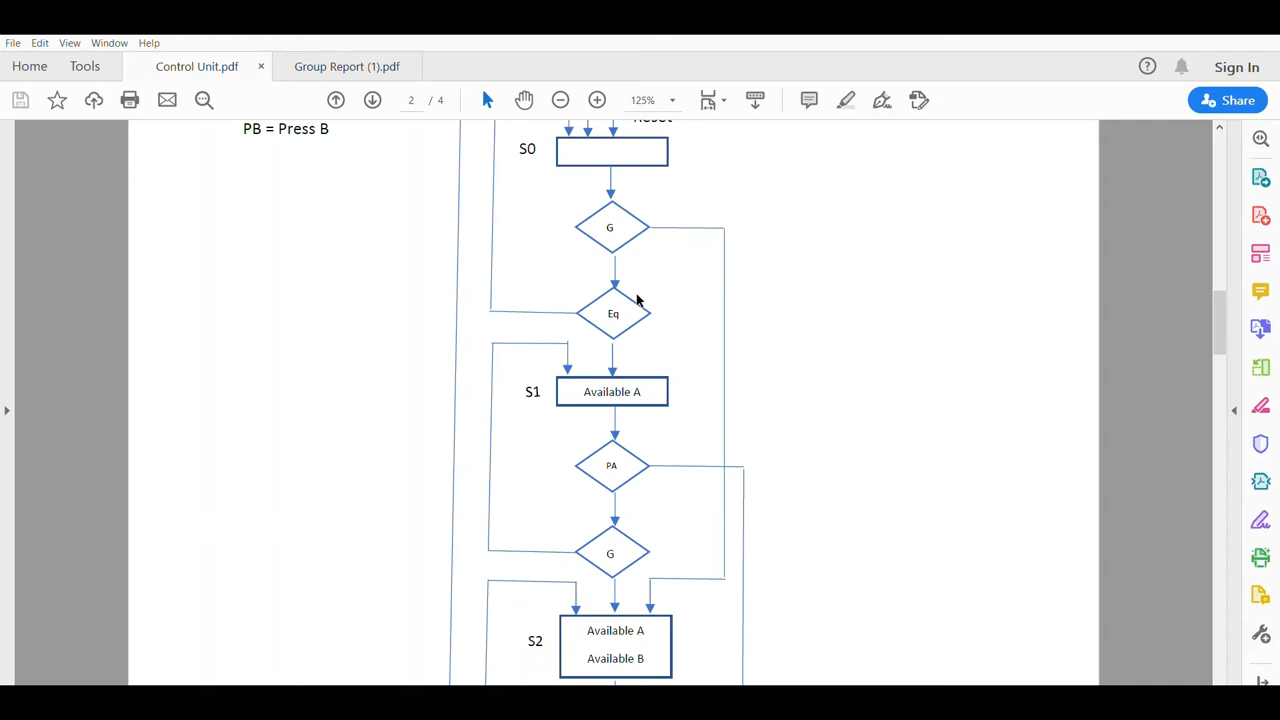 File Edit View Window Help
Home Tools Control Unit.pdf × Group Report (1).pdf Sign In
2 / 4 125% Share
PB = Press B
Reset
S0
G
Eq
S1 Available A
PA
G
S2
Available A
Available B